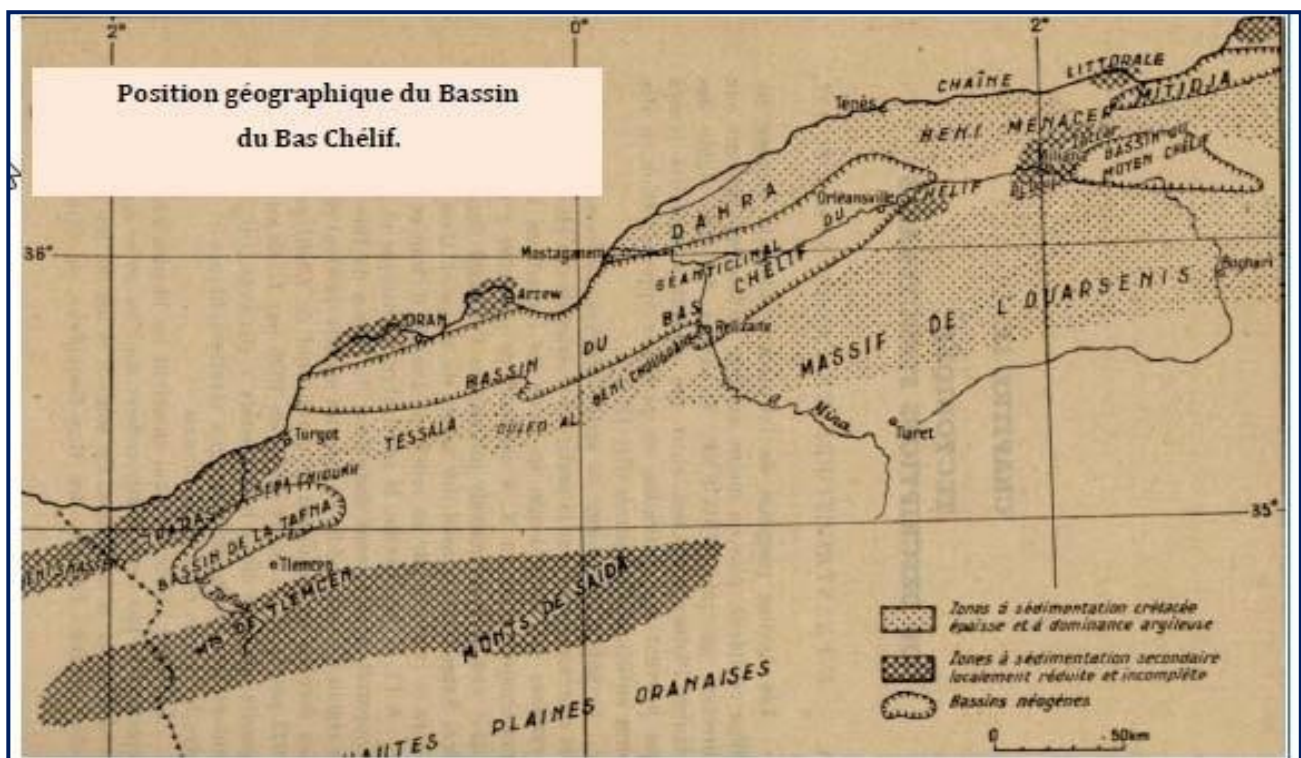 2°
0°
2°
Position géographique du Bassin
du Bas Chélif.
CHAÎNE LITTORALE
MITIDJA
Ténès
BENI MENACER
BASSIN DU
MOYEN CHÉLIF
DAHRA
Orléansville
DU CHÉLIF
36°
Mostaganem
GÉANTICLINAL
Boghari
Arzew
CHÉLIF
MASSIF DE L'OUARSENIS
ORAN
BAS
Relizane
DU
BASSIN
BENI CHOUGRANE
Mina
Tiaret
Turgot
TESSALA
OULED ALI
35°
TRARA
BASSIN DE LA TAFNA
Tlemcen
MTS DE TLEMCEN
MONTS DE SAÏDA
Zones à sédimentation crétacée
épaisse et à dominance argileuse
Zones à sédimentation secondaire
localement réduite et incomplète
Bassins néogènes
HAUTES PLAINES ORANAISES
0 50km